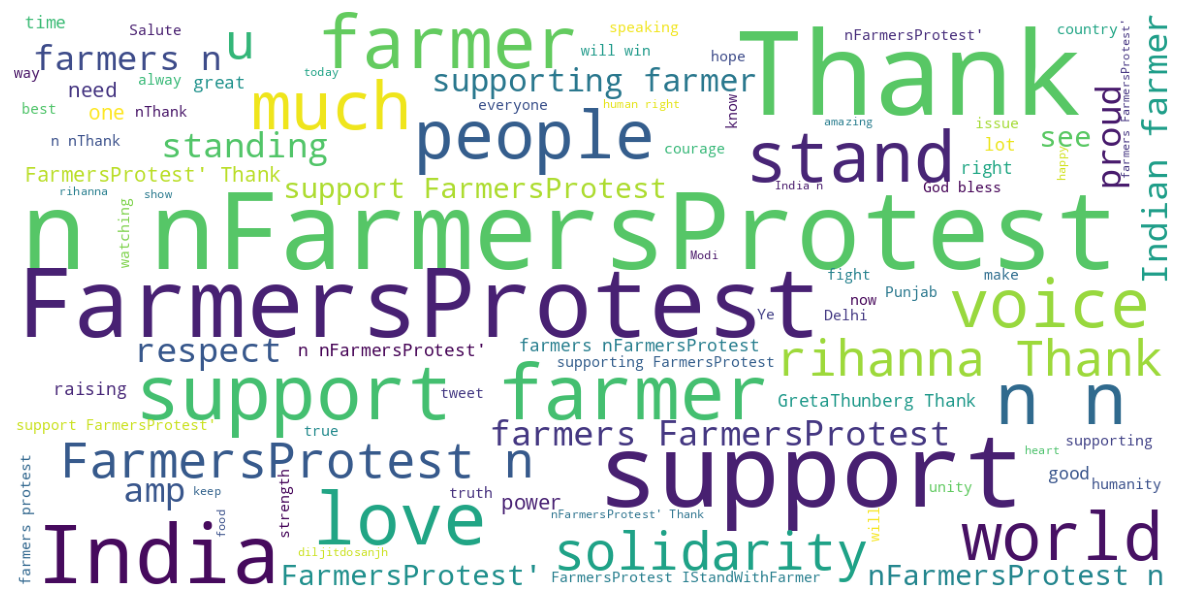 time
Salute
farmer
speaking
nFarmersProtest'
country
farmers n
u
will win
hope
Thank
way
need
alway
great
today
supporting farmer
know
proud
farmers FarmersProtest'
Indian farmer
best
one
nThank
much
everyone
human right
amazing
issue
see
n nThank
standing
people
courage
stand
lot
right
happy
FarmersProtest' Thank
rihanna
show
support FarmersProtest
India n
God bless
n nFarmersProtest
watching
Modi
FarmersProtest
fight
make
Ye
Delhi
now
Punjab
voice
respect
n nFarmersProtest'
farmers nFarmersProtest
supporting FarmersProtest
rihanna Thank
raising
support farmer
tweet
GretaThunberg Thank
n n
support FarmersProtest'
true
farmers FarmersProtest
supporting
heart
FarmersProtest n
support
good
humanity
farmers protest
amp
keep
strength
truth
power
unity
India
food
love
nFarmersProtest' Thank
solidarity
will
world
diljitdosanjh
FarmersProtest'
FarmersProtest IStandWithFarmer
nFarmersProtest n